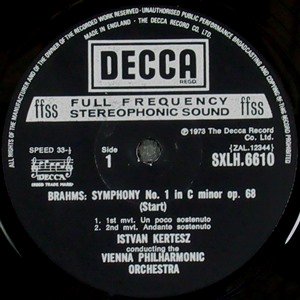 ALL RIGHTS OF THE MANUFACTURER AND OF THE OWNER OF THE RECORDED WORK RESERVED · UNAUTHORISED PUBLIC PERFORMANCE BROADCASTING AND COPYING OF THIS RECORD PROHIBITED
MADE IN ENGLAND, THE DECCA RECORD CO. LTD.
DECCA
REGD
ffss
FULL FREQUENCY
STEREOPHONIC SOUND
ffss
SPEED 33⅓
Side
1
℗ 1973 The Decca Record
Co. Ltd.
(ZAL.12344)
SXLH.6610
DECCA
BRAHMS: SYMPHONY No. 1 in C minor op. 68
(Start)
1. 1st mvt. Un poco sostenuto
2. 2nd mvt. Andante sostenuto
ISTVAN KERTESZ
conducting the
VIENNA PHILHARMONIC
ORCHESTRA